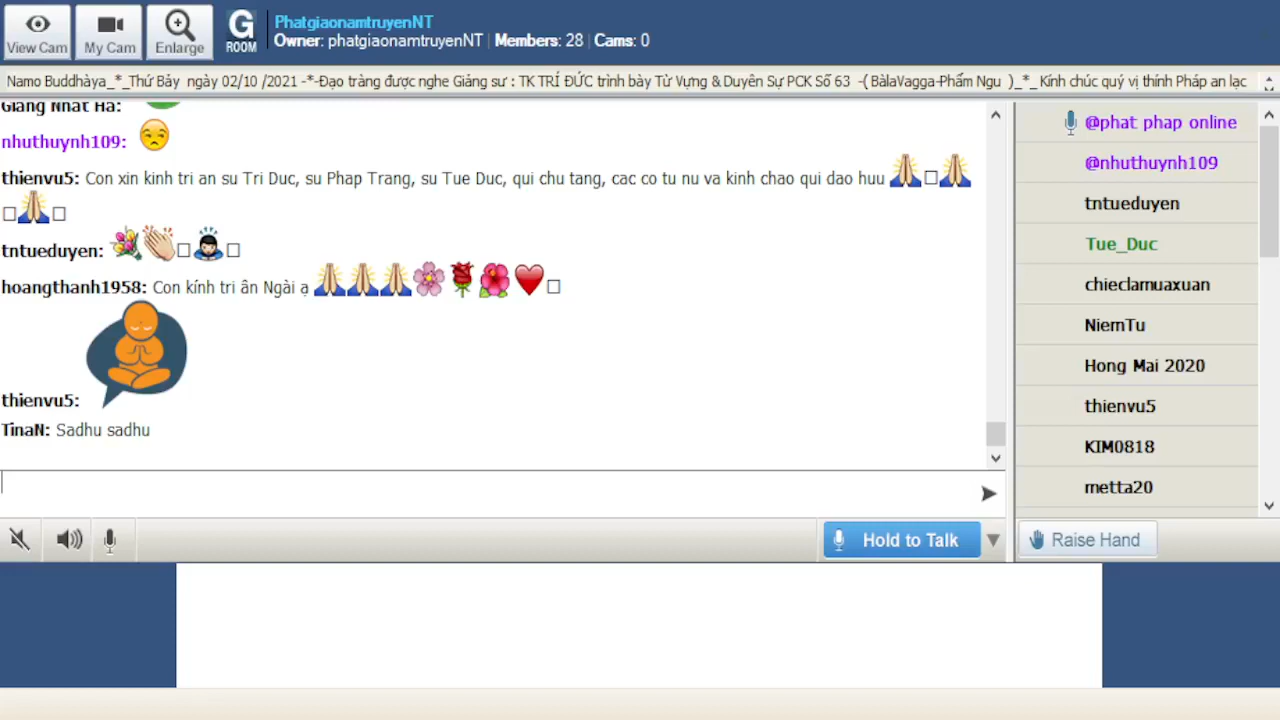 PhatgiaonamtruyenNT
Owner: phatgiaonamtruyenNT | Members: 28 | Cams: 0
View Cam
My Cam
Enlarge
G
ROOM
Namo Buddhàya_*_Thứ Bảy ngày 02/10 /2021 -*-Đạo tràng được nghe Giảng sư : TK TRÍ ĐỨC trình bày Từ Vựng & Duyên Sự PCK Số 63 -( BàlaVagga-Phẩm Ngu )_*_ Kính chúc quý vị thính Pháp an lạc
Giang Nhat Ha:
nhuthuynh109:
thienvu5: Con xin kinh tri an su Tri Duc, su Phap Trang, su Tue Duc, qui chu tang, cac co tu nu va kinh chao qui dao huu
tntueduyen:
hoangthanh1958: Con kính tri ân Ngài ạ
thienvu5:
TinaN: Sadhu sadhu
@phat phap online
@nhuthuynh109
tntueduyen
Tue_Duc
chieclamuaxuan
NiemTu
Hong Mai 2020
thienvu5
KIM0818
metta20
Hold to Talk
Raise Hand